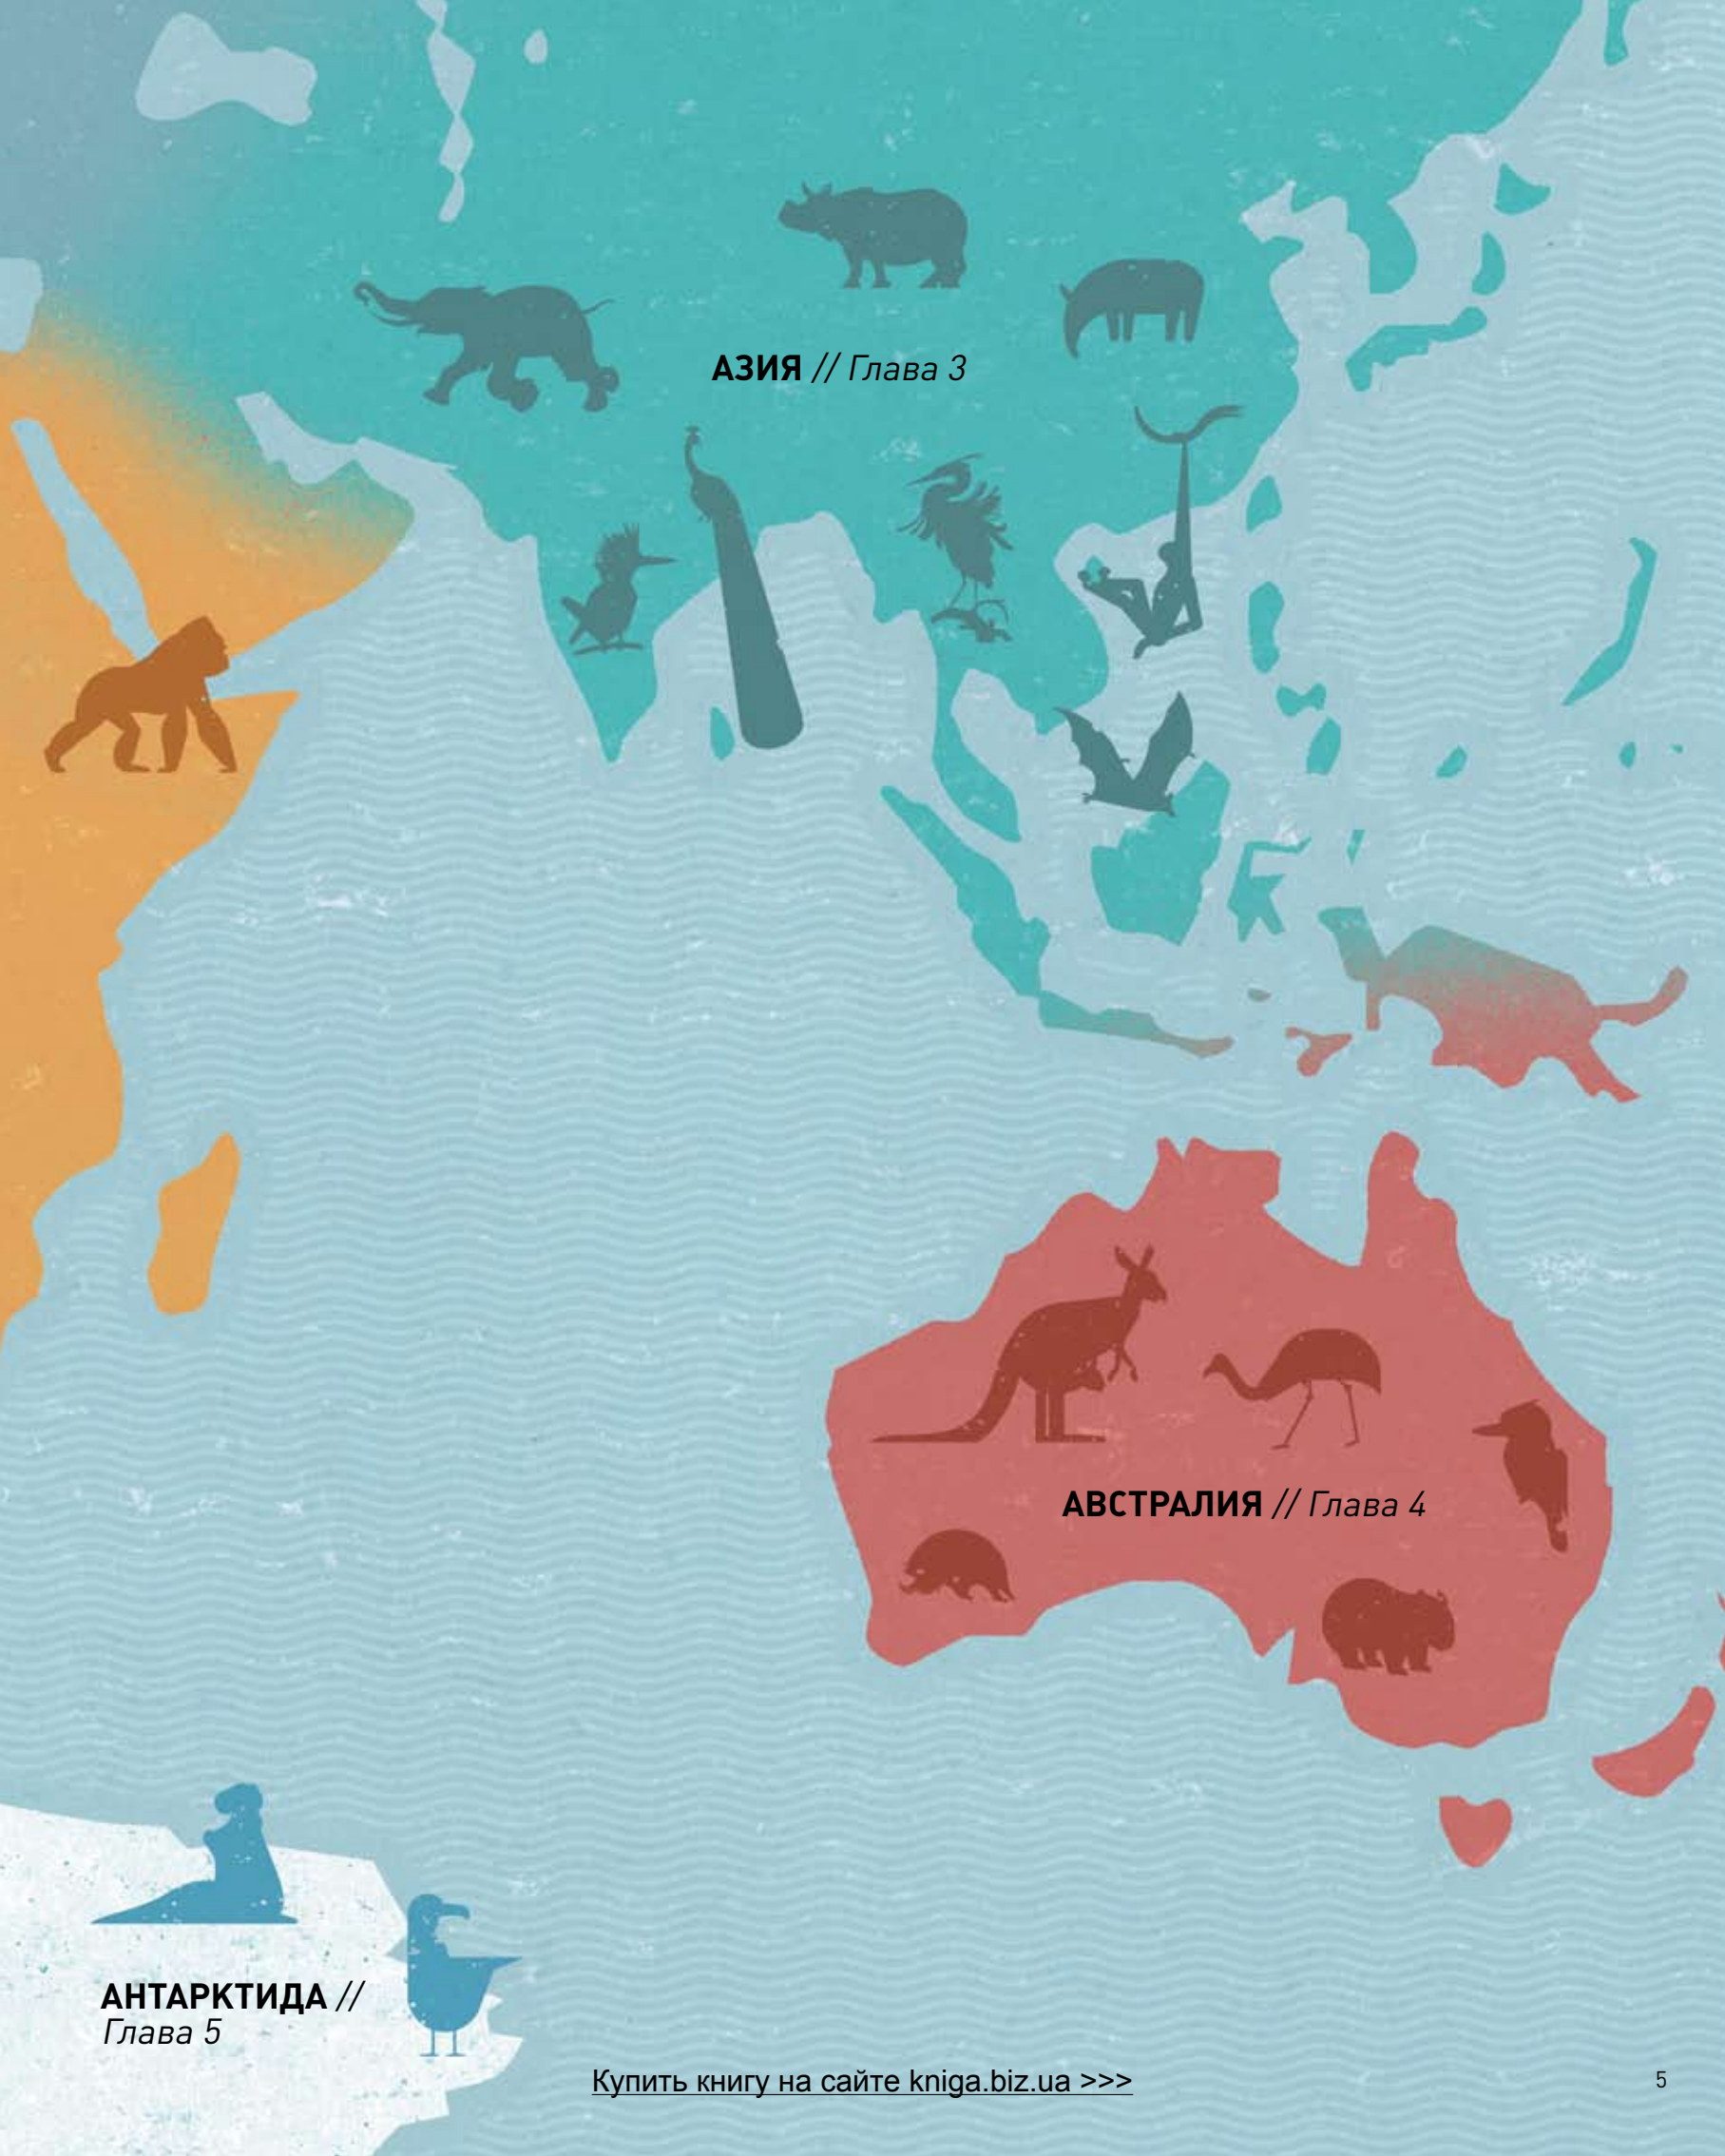 АЗИЯ // Глава 3
АВСТРАЛИЯ // Глава 4
АНТАРКТИДА //
Глава 5
Купить книгу на сайте kniga.biz.ua >>>
5